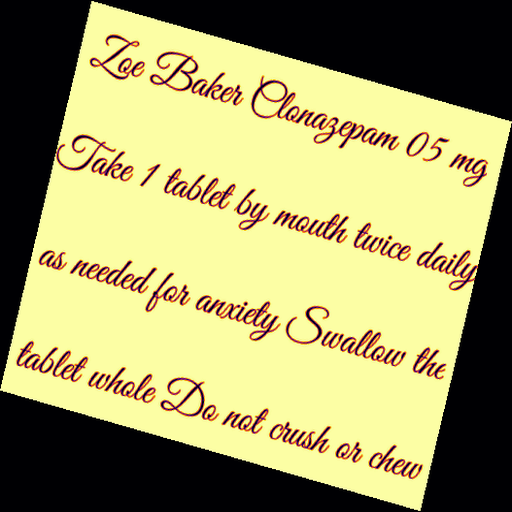 Zoe Baker Clonazepam 05 mg
Take 1 tablet by mouth twice daily
as needed for anxiety Swallow the
tablet whole Do not crush or chew